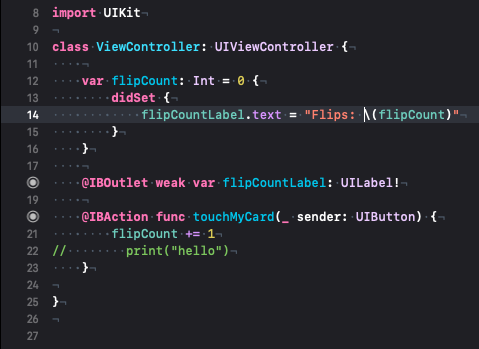 8 import UIKit¬
9 ¬
10 class ViewController: UIViewController {¬
11 ····¬
12 ····var flipCount: Int = 0 {¬
13 ········didSet {¬
14 ············flipCountLabel.text = "Flips: \(flipCount)"¬
15 ········}¬
16 ····}¬
17 ····¬
@IBOutlet weak var flipCountLabel: UILabel!¬
19 ····¬
@IBAction func touchMyCard(_ sender: UIButton) {¬
21 ········flipCount += 1¬
22 //········print("hello")¬
23 ····}¬
24 ¬
25 }¬
26 ¬
27